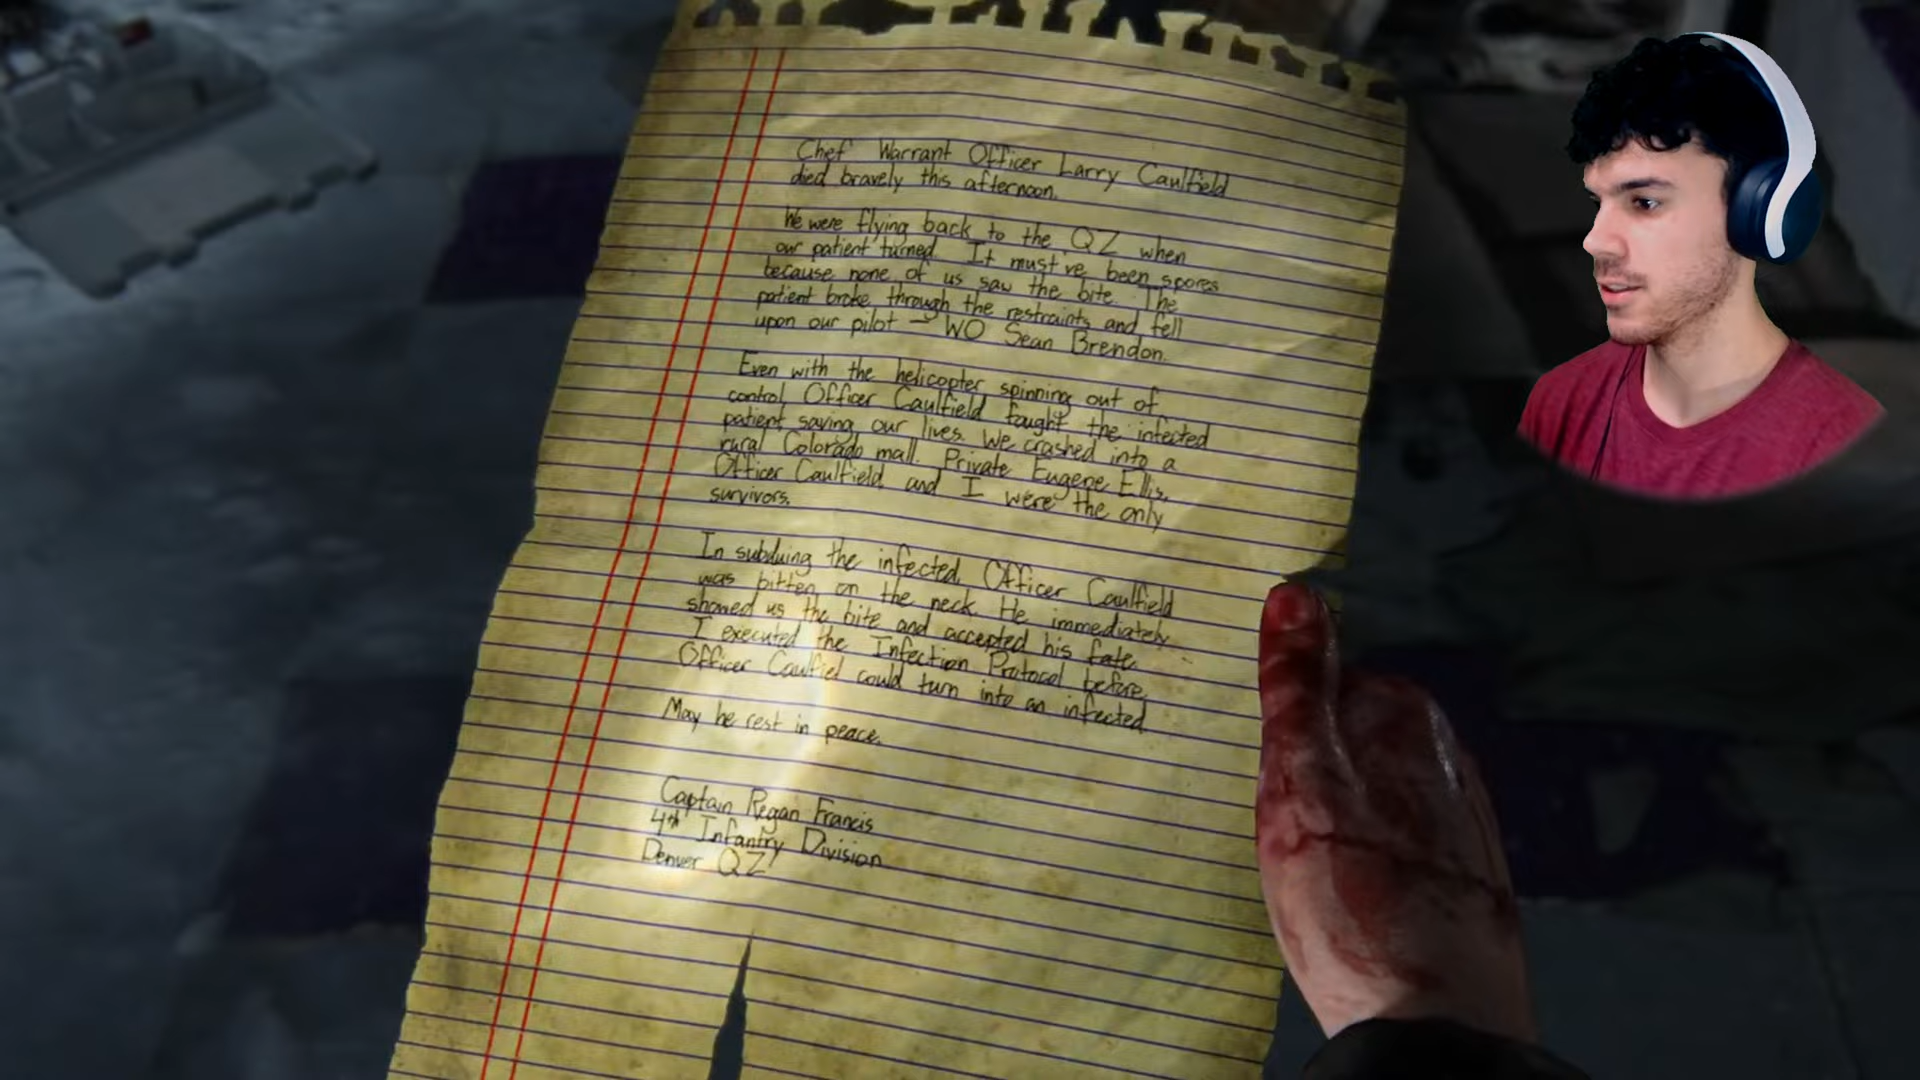 Chef Warrant Officer Larry Caulfield
died bravely this afternoon.
We were flying back to the QZ when
our patient turned. It must've been spores
because none of us saw the bite. The
patient broke through the restraints and fell
upon our pilot - WO Sean Brendon.
Even with the helicopter spinning out of
control, Officer Caulfield fought the infected
patient saving our lives. We crashed into a
rural Colorado mall. Private Eugene Ellis,
Officer Caulfield, and I were the only
survivors.
In subduing the infected, Officer Caulfield
was bitten on the neck. He immediately
showed us the bite and accepted his fate.
I executed the Infection Protocol before
Officer Caulfiel could turn into an infected
May he rest in peace.
Captain Regan Francis
4th Infantry Division
Denver QZ